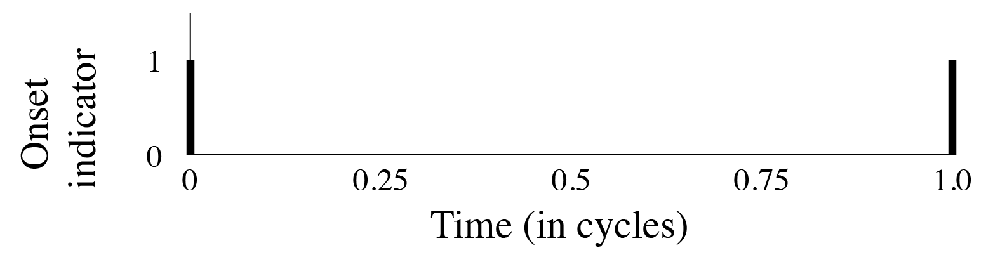 Onset
indicator
1
0
0 0.25 0.5 0.75 1.0
Time (in cycles)